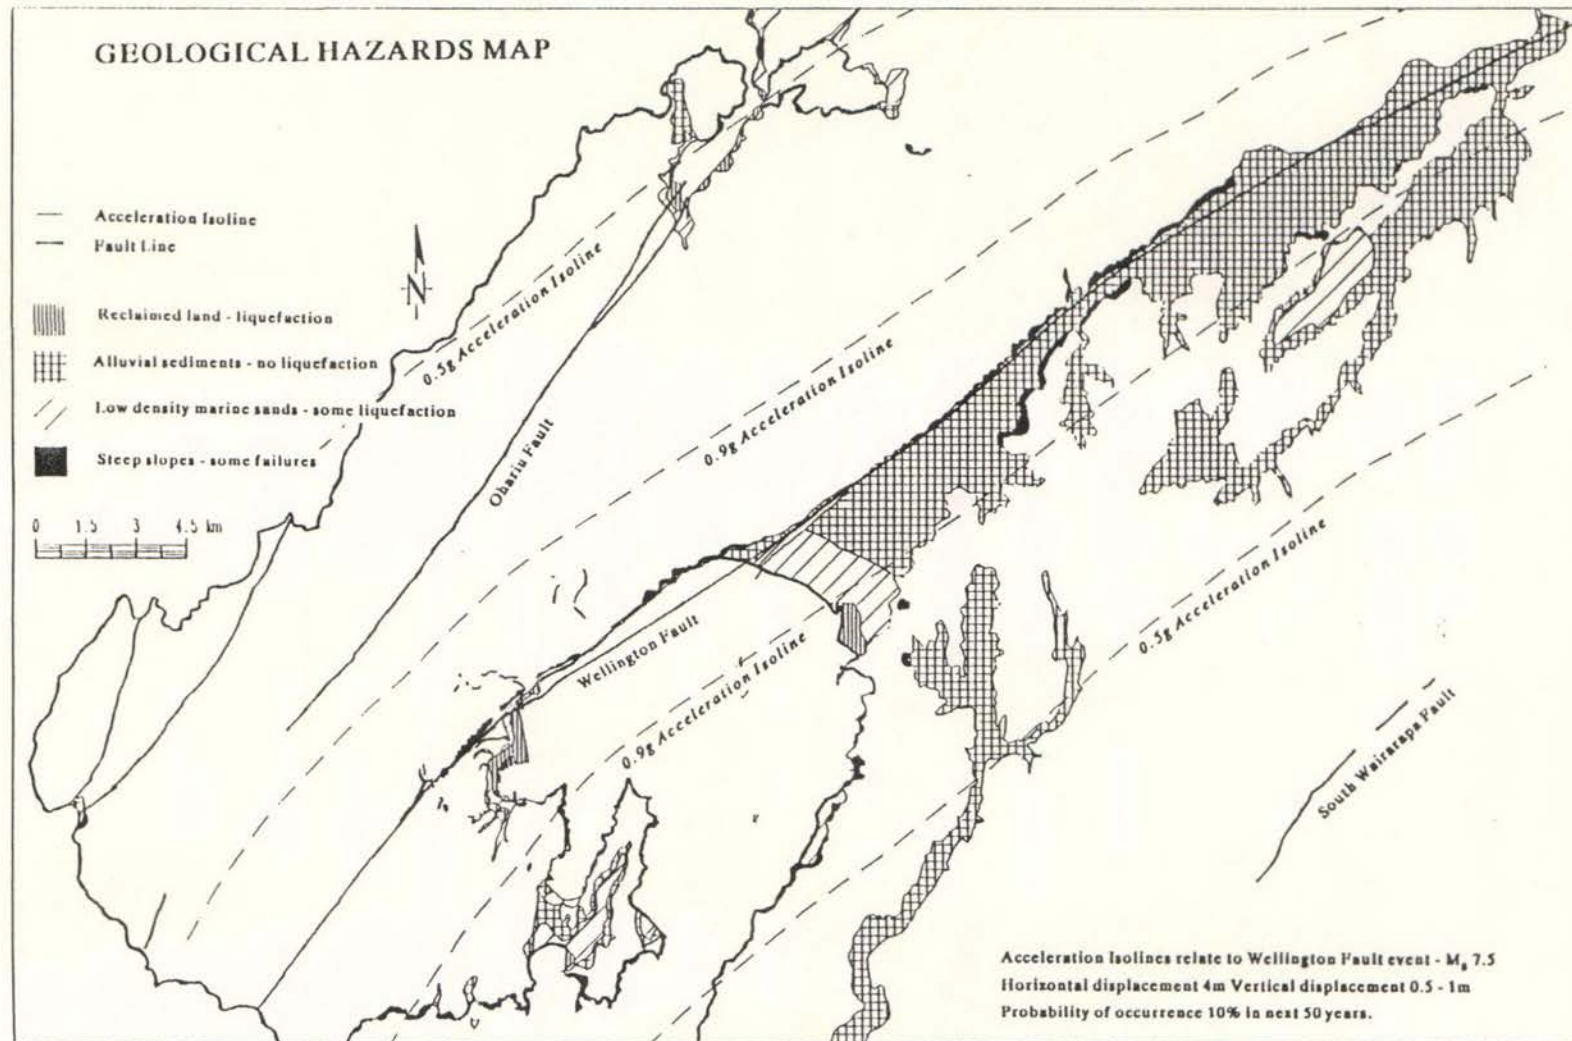 GEOLOGICAL HAZARDS MAP
Acceleration Isoline
Fault Line
N
Reclaimed land - liquefaction
Alluvial sediments - no liquefaction
Low density marine sands - some liquefaction
Steep slopes - some failures
0 1.5 3 4.5 km
0.5g Acceleration Isoline
Ohariu Fault
0.9g Acceleration Isoline
Wellington Fault
0.9g Acceleration Isoline
0.5g Acceleration Isoline
South Wairarapa Fault
Acceleration Isolines relate to Wellington Fault event - Ms 7.5
Horizontal displacement 4m Vertical displacement 0.5 - 1m
Probability of occurrence 10% in next 50 years.